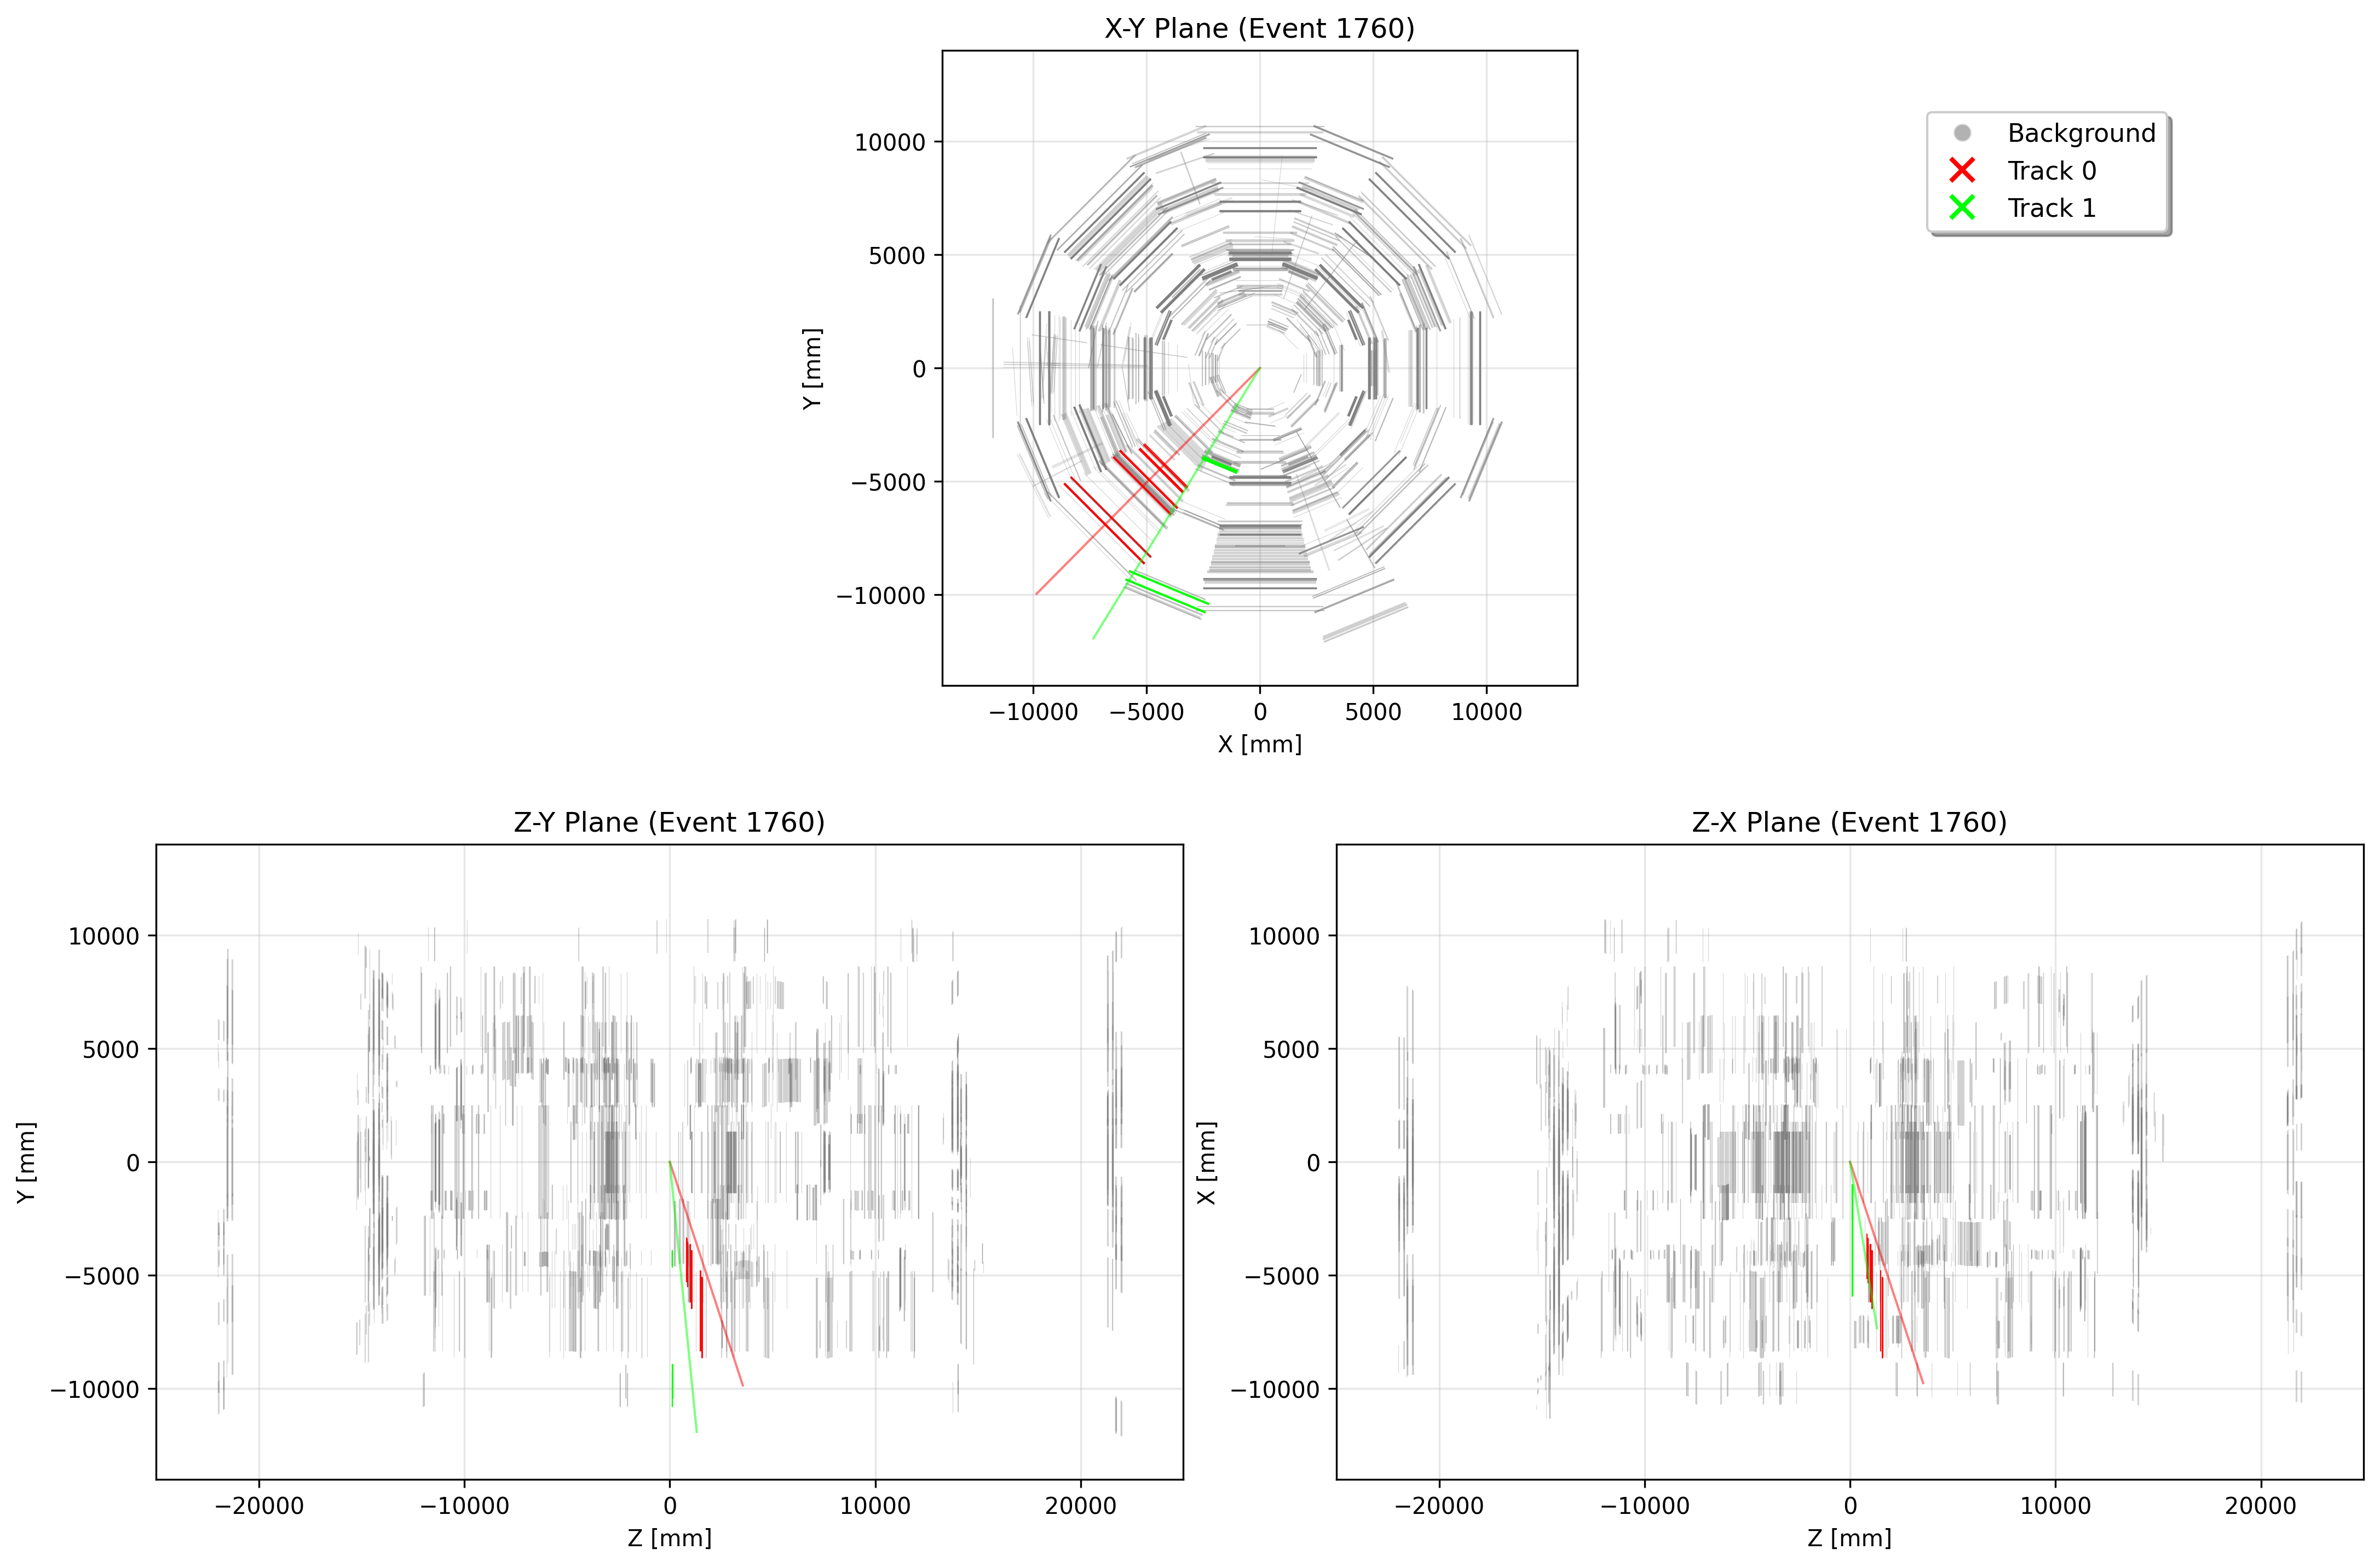 X-Y Plane (Event 1760)
10000
5000
0
−5000
−10000
Y [mm]
−10000 −5000 0 5000 10000
X [mm]
Background
Track 0
Track 1
Z-Y Plane (Event 1760)
10000
5000
0
−5000
−10000
Y [mm]
−20000 −10000 0 10000 20000
Z [mm]
Z-X Plane (Event 1760)
10000
5000
0
−5000
−10000
X [mm]
−20000 −10000 0 10000 20000
Z [mm]